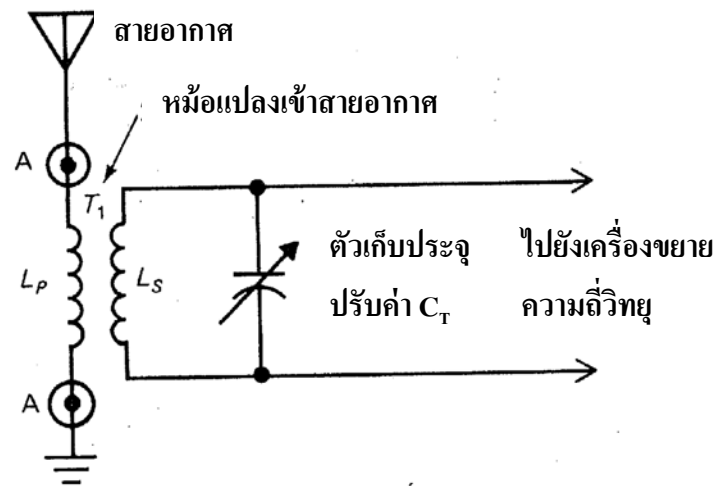 สายอากาศ
หม้อแปลงเข้าสายอากาศ
A
T₁
L_P
L_S
ตัวเก็บประจุ
ปรับค่า C_T
ไปยังเครื่องขยาย
ความถี่วิทยุ
A